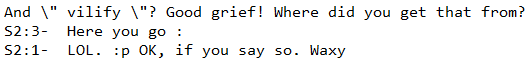 And \" vilify \"? Good grief! Where did you get that from?
S2:3-  Here you go :
S2:1-  LOL. :p OK, if you say so. Waxy